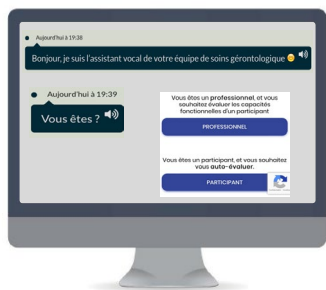 Aujourd'hui à 19:38
Bonjour, je suis l'assistant vocal de votre équipe de soins gérontologique
Aujourd'hui à 19:39
Vous êtes ?
Vous êtes un professionnel, et vous
souhaitez évaluer les capacités
fonctionnelles d'un participant
PROFESSIONNEL
Vous êtes un participant, et vous souhaitez
vous auto-évaluer.
PARTICIPANT